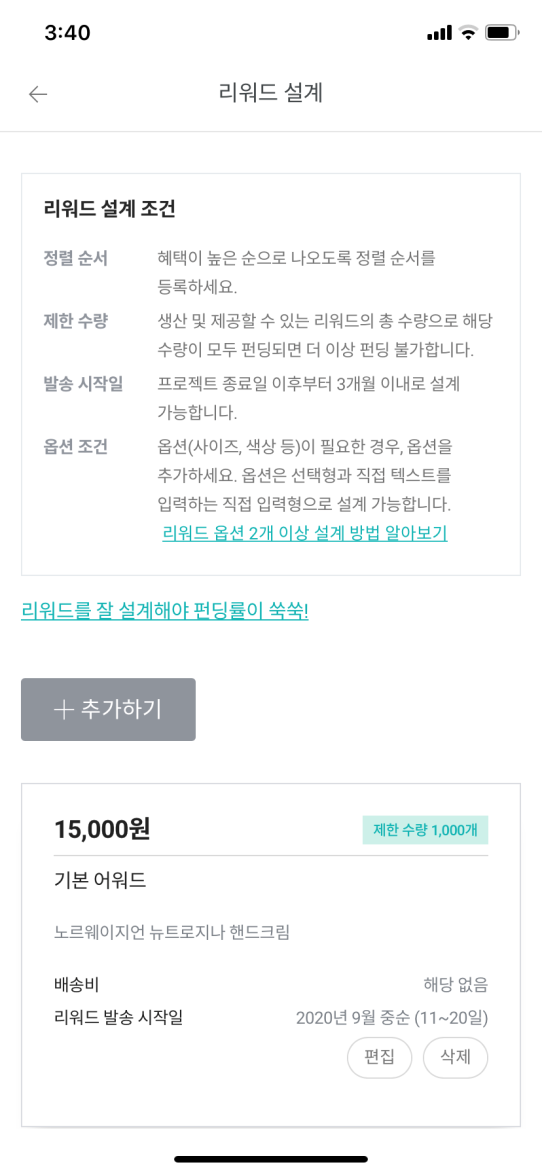 3:40
리워드 설계
리워드 설계 조건
정렬 순서 혜택이 높은 순으로 나오도록 정렬 순서를
등록하세요.
제한 수량 생산 및 제공할 수 있는 리워드의 총 수량으로 해당
수량이 모두 펀딩되면 더 이상 펀딩 불가합니다.
발송 시작일 프로젝트 종료일 이후부터 3개월 이내로 설계
가능합니다.
옵션 조건 옵션(사이즈, 색상 등)이 필요한 경우, 옵션을
추가하세요. 옵션은 선택형과 직접 텍스트를
입력하는 직접 입력형으로 설계 가능합니다.
리워드 옵션 2개 이상 설계 방법 알아보기
리워드를 잘 설계해야 펀딩률이 쑥쑥!
+ 추가하기
15,000원 제한 수량 1,000개
기본 어워드
노르웨이지언 뉴트로지나 핸드크림
배송비 해당 없음
리워드 발송 시작일 2020년 9월 중순 (11~20일)
편집 삭제